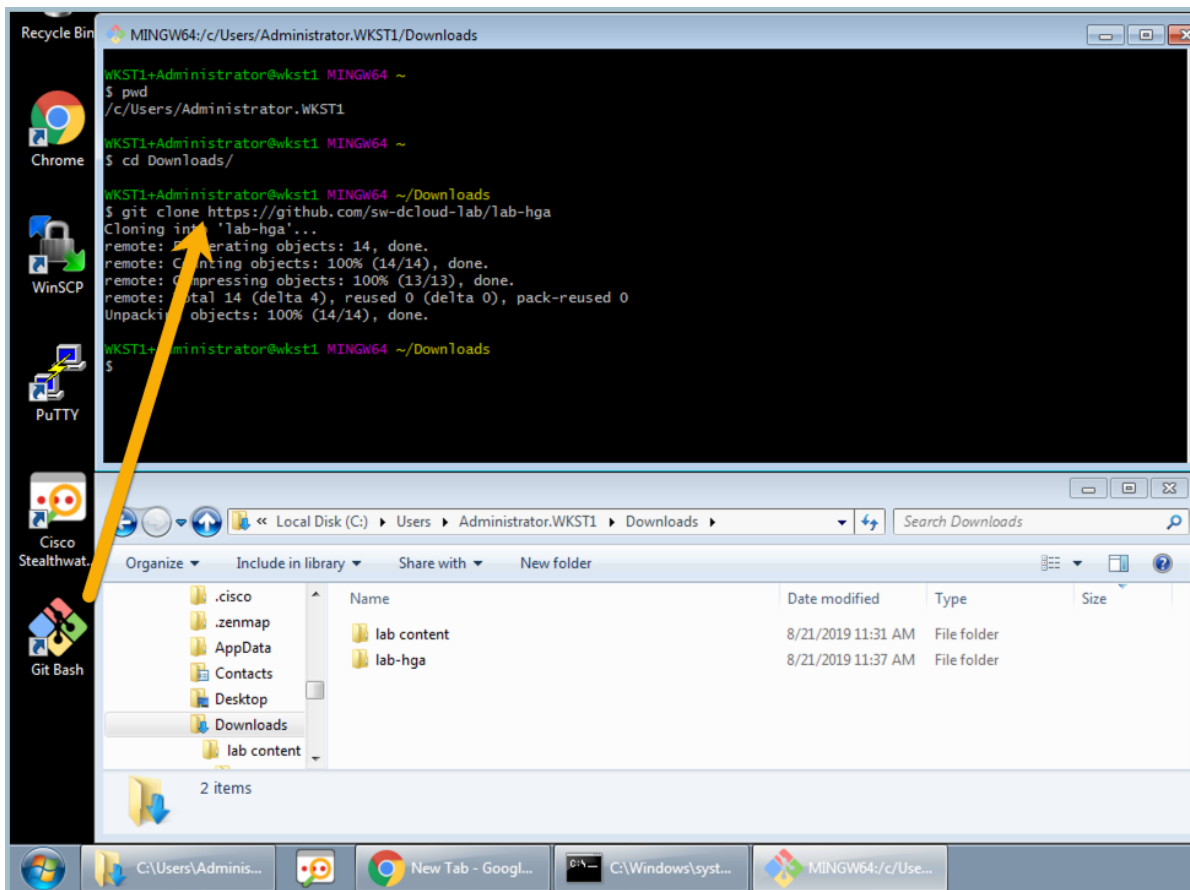 Recycle Bin
Chrome
WinSCP
PuTTY
Cisco
Stealthwat..
Git Bash
MINGW64:/c/Users/Administrator.WKST1/Downloads
WKST1+Administrator@wkst1 MINGW64 ~
$ pwd
/c/Users/Administrator.WKST1
WKST1+Administrator@wkst1 MINGW64 ~
$ cd Downloads/
WKST1+Administrator@wkst1 MINGW64 ~/Downloads
$ git clone https://github.com/sw-dcloud-lab/lab-hga
Cloning into 'lab-hga'...
remote: Enumerating objects: 14, done.
remote: Counting objects: 100% (14/14), done.
remote: Compressing objects: 100% (13/13), done.
remote: Total 14 (delta 4), reused 0 (delta 0), pack-reused 0
Unpacking objects: 100% (14/14), done.
WKST1+Administrator@wkst1 MINGW64 ~/Downloads
$
« Local Disk (C:) Users Administrator.WKST1 Downloads Search Downloads
Organize Include in library Share with New folder
.cisco
.zenmap
AppData
Contacts
Desktop
Downloads
lab content
Name Date modified Type Size
lab content 8/21/2019 11:31 AM File folder
lab-hga 8/21/2019 11:37 AM File folder
2 items
C:\Users\Adminis... New Tab - Googl... C:\Windows\syst... MINGW64:/c/Use...